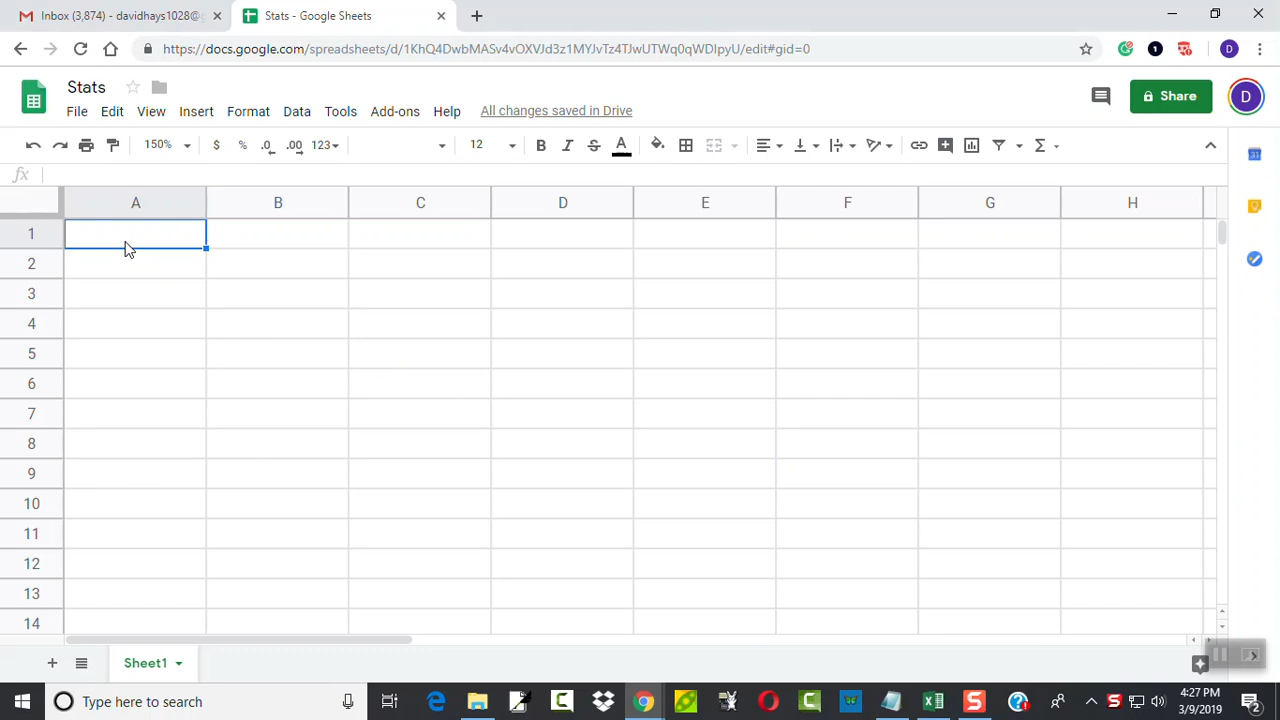 Inbox (3,874) - davidhays1028@
Stats - Google Sheets
https://docs.google.com/spreadsheets/d/1KhQ4DwbMASv4vOXVJd3z1MYJvTz4TJwUTWq0qWDIpyU/edit#gid=0
1
D
Stats
File Edit View Insert Format Data Tools Add-ons Help All changes saved in Drive
Share
D
150% $ % .0 .00 123 12 B I S A Σ
31
fx
A B C D E F G H
1
2
3
4
5
6
7
8
9
10
11
12
13
14
Sheet1
Type here to search
4:27 PM
3/9/2019
2